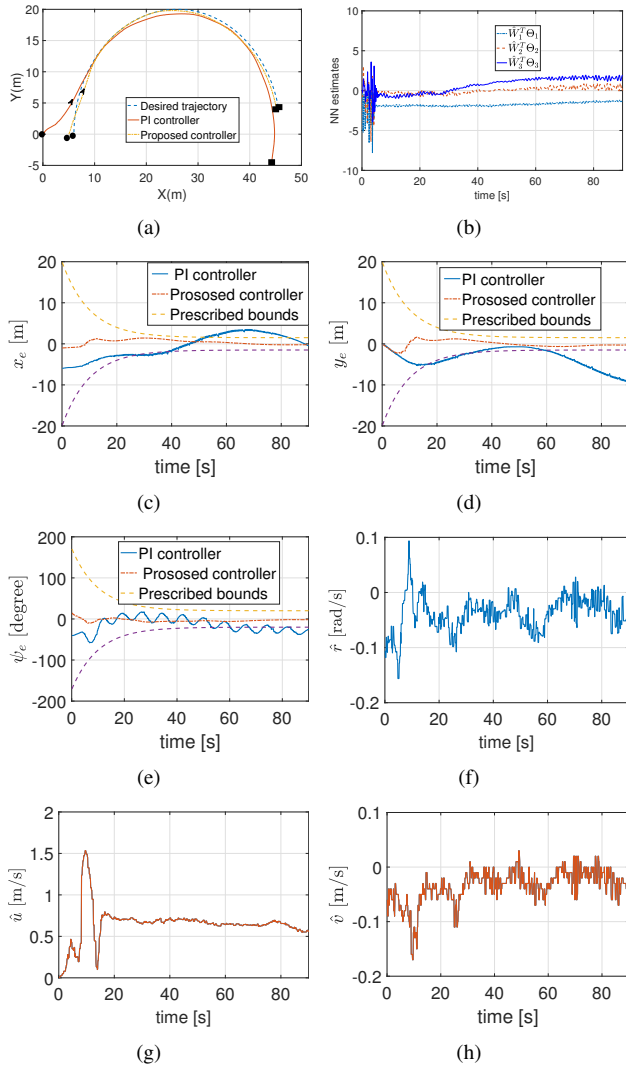 20
15
10
5
0
-5
Y(m)
Desired trajectory
PI controller
Proposed controller
0 10 20 30 40 50
X(m)
(a)
10
5
0
-5
-10
NN estimates
Ŵ₁ᵀΘ₁
Ŵ₂ᵀΘ₂
Ŵ₃ᵀΘ₃
0 20 40 60 80
time [s]
(b)
20
10
0
-10
-20
xₑ [m]
PI controller
Prososed controller
Prescribed bounds
0 20 40 60 80
time [s]
(c)
20
10
0
-10
-20
yₑ [m]
PI controller
Prososed controller
Prescribed bounds
0 20 40 60 80
time [s]
(d)
200
100
0
-100
-200
ψₑ [degree]
PI controller
Prososed controller
Prescribed bounds
0 20 40 60 80
time [s]
(e)
0.1
0
-0.1
-0.2
r̂ [rad/s]
0 20 40 60 80
time [s]
(f)
2
1.5
1
0.5
0
û [m/s]
0 20 40 60 80
time [s]
(g)
0.1
0
-0.1
-0.2
v̂ [m/s]
0 20 40 60 80
time [s]
(h)